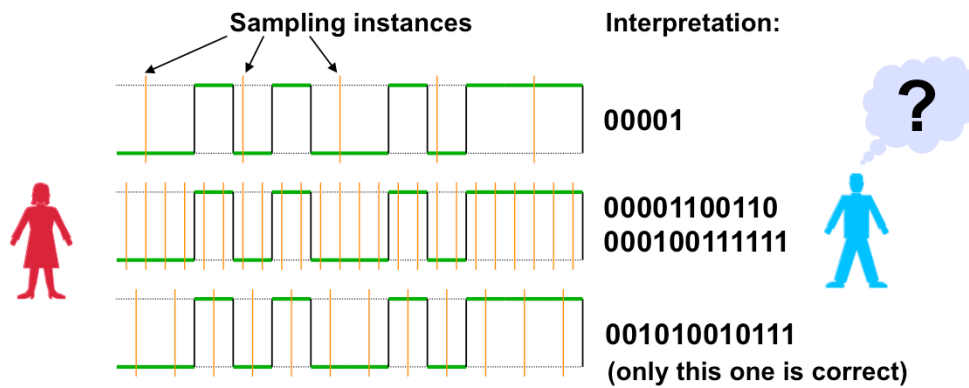 Sampling instances
Interpretation:
?
00001
00001100110
000100111111
001010010111
(only this one is correct)